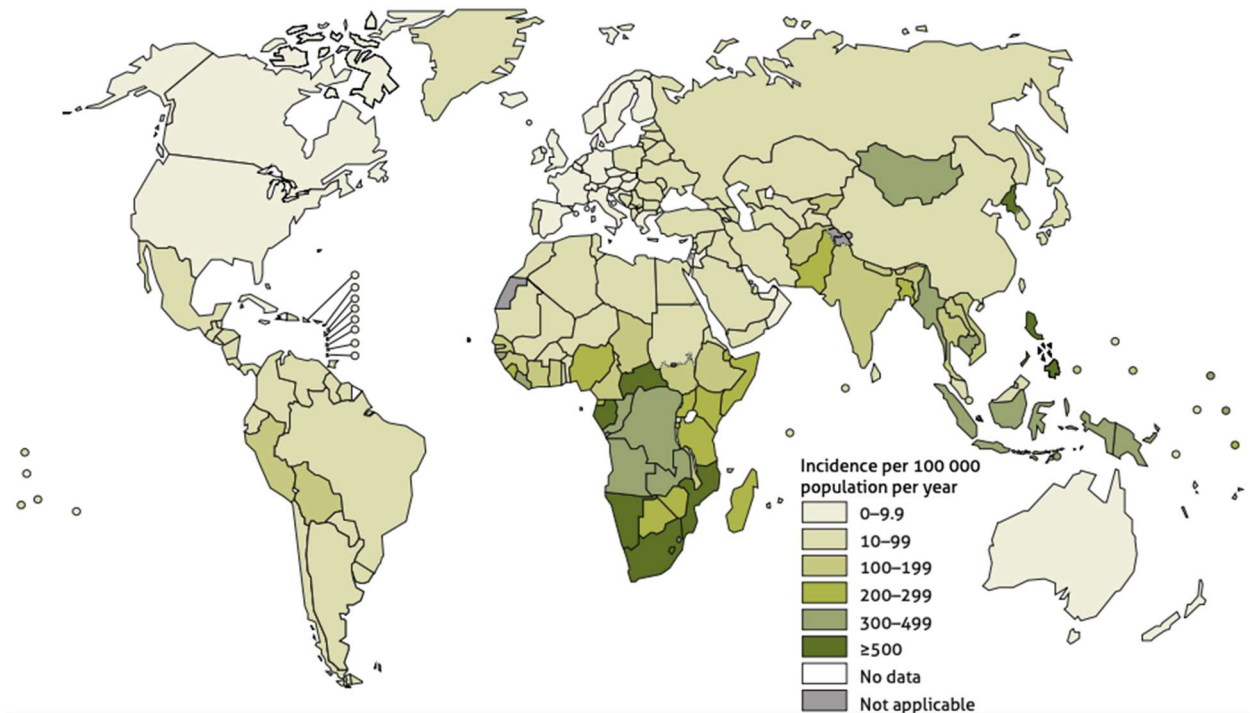 Incidence per 100 000
population per year
0–9.9
10–99
100–199
200–299
300–499
≥500
No data
Not applicable